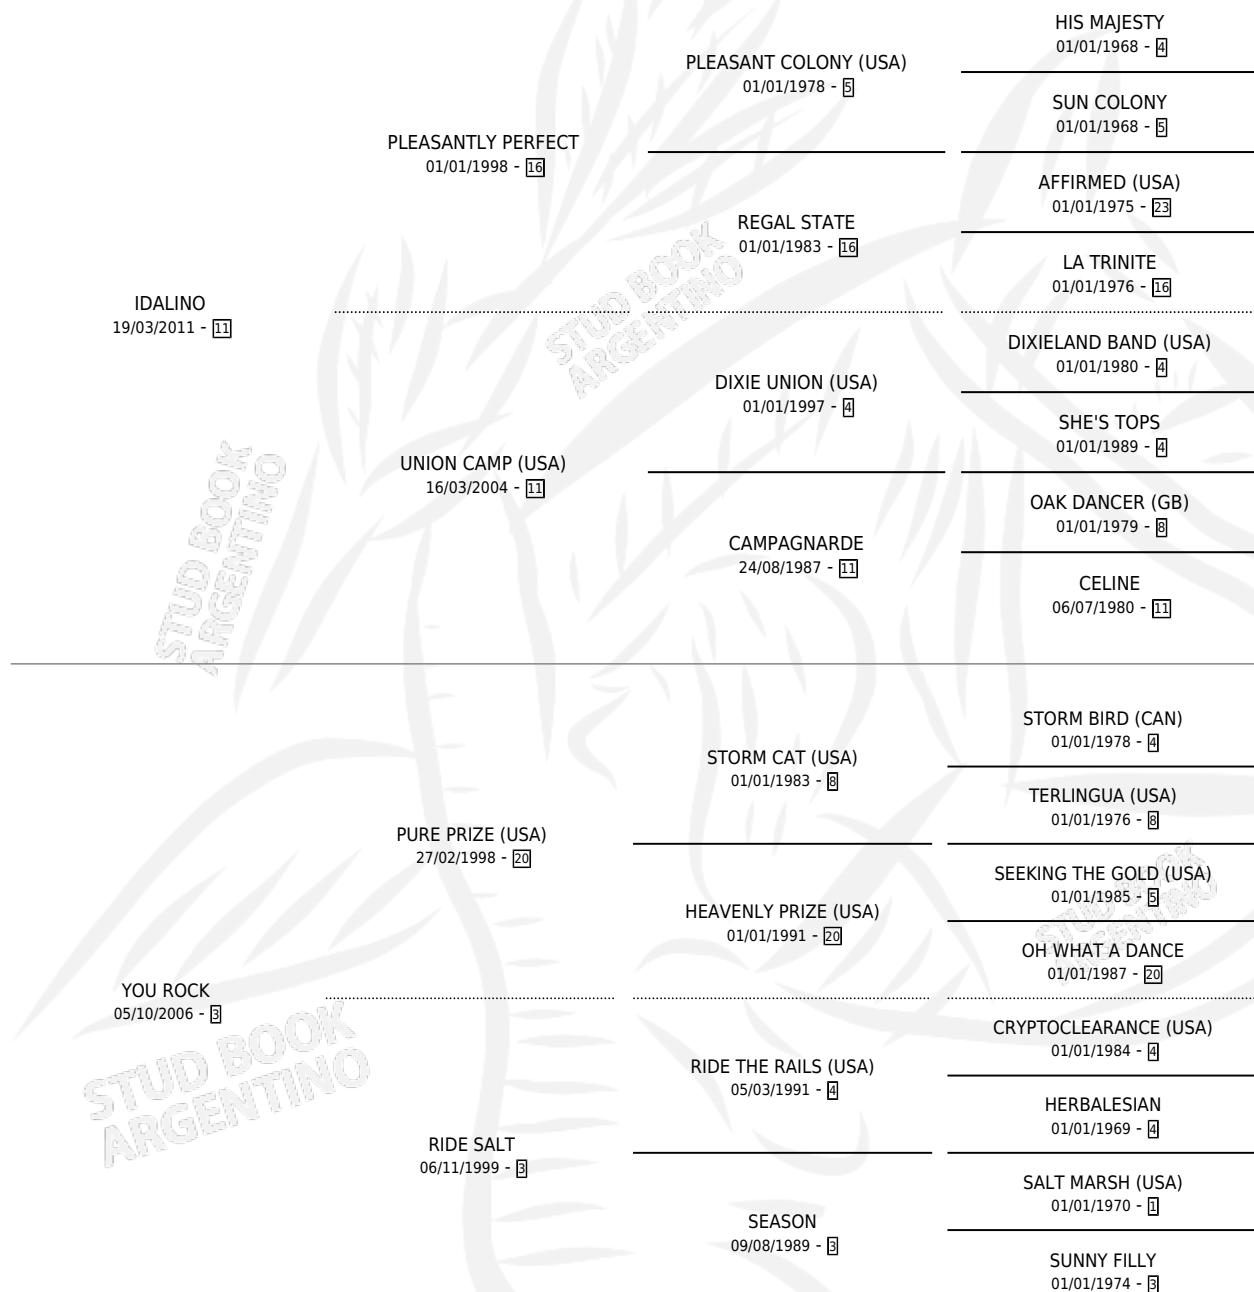 HIS MAJESTY
01/01/1968 - 4
PLEASANT COLONY (USA)
01/01/1978 - 5
SUN COLONY
01/01/1968 - 5
PLEASANTLY PERFECT
01/01/1998 - 16
AFFIRMED (USA)
01/01/1975 - 23
REGAL STATE
01/01/1983 - 16
LA TRINITE
01/01/1976 - 16
IDALINO
19/03/2011 - 11
STUD BOOK
ARGENTINO
DIXIELAND BAND (USA)
01/01/1980 - 4
DIXIE UNION (USA)
01/01/1997 - 4
SHE'S TOPS
01/01/1989 - 4
UNION CAMP (USA)
16/03/2004 - 11
OAK DANCER (GB)
01/01/1979 - 8
CAMPAGNARDE
24/08/1987 - 11
CELINE
06/07/1980 - 11
STUD BOOK
ARGENTINO
STORM BIRD (CAN)
01/01/1978 - 4
STORM CAT (USA)
01/01/1983 - 8
TERLINGUA (USA)
01/01/1976 - 8
PURE PRIZE (USA)
27/02/1998 - 20
SEEKING THE GOLD (USA)
01/01/1985 - 5
HEAVENLY PRIZE (USA)
01/01/1991 - 20
STUD BOOK
ARGENTINO
OH WHAT A DANCE
01/01/1987 - 20
YOU ROCK
05/10/2006 - 3
CRYPTOCLEARANCE (USA)
01/01/1984 - 4
RIDE THE RAILS (USA)
05/03/1991 - 4
STUD BOOK
ARGENTINO
HERBALESIAN
01/01/1969 - 4
RIDE SALT
06/11/1999 - 3
SALT MARSH (USA)
01/01/1970 - 1
SEASON
09/08/1989 - 3
SUNNY FILLY
01/01/1974 - 3